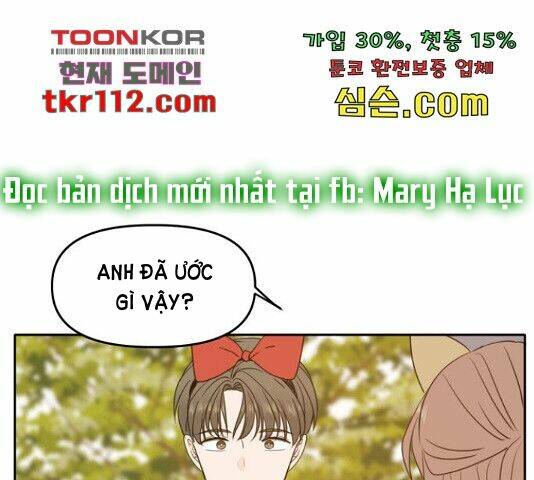 TOONKOR
현재 도메인
tkr112.com
가입 30%, 첫충 15%
툰코 환전보증 업체
심슨.com
Đọc bản dịch mới nhất tại fb: Mary Hạ Lục
ANH ĐÃ ƯỚC
GÌ VẬY?